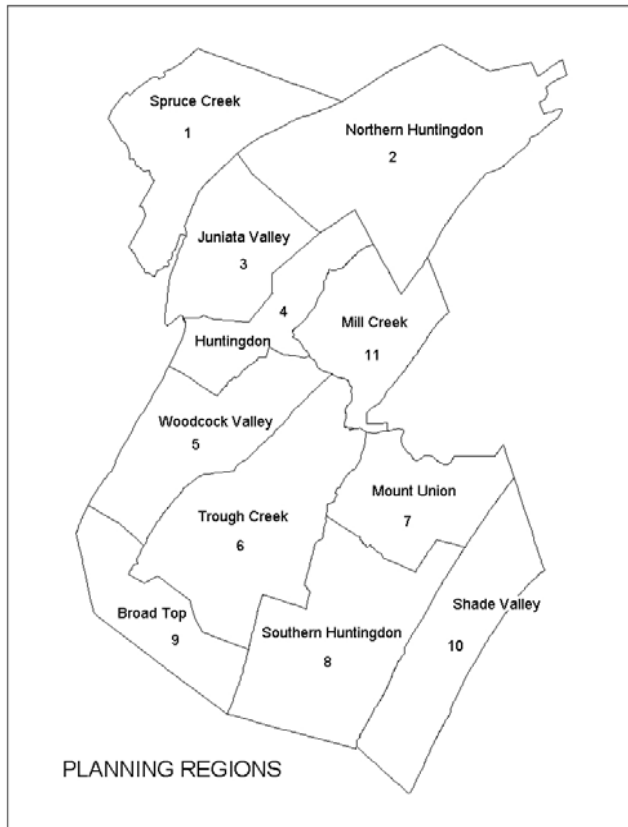 Spruce Creek
1
Northern Huntingdon
2
Juniata Valley
3
4
Huntingdon
Mill Creek
11
Woodcock Valley
5
Mount Union
7
Trough Creek
6
Shade Valley
10
Broad Top
9
Southern Huntingdon
8
PLANNING REGIONS